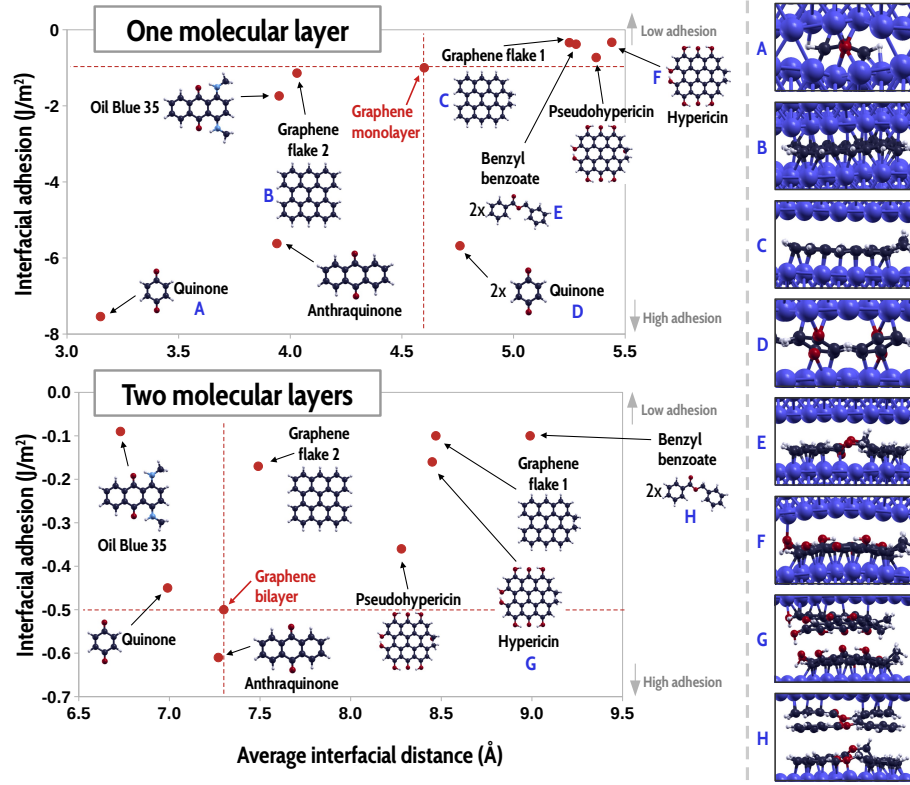 One molecular layer
Interfacial adhesion (J/m²)
0
-2
-4
-6
-8
3.0
3.5
4.0
4.5
5.0
5.5
Low adhesion
High adhesion
Oil Blue 35
Graphene
flake 2
B
Graphene
monolayer
Graphene flake 1
C
Pseudohypericin
F
Hypericin
Benzyl
benzoate
2x
E
Quinone
A
Anthraquinone
2x
Quinone
D
Two molecular layers
Interfacial adhesion (J/m²)
0.0
-0.1
-0.2
-0.3
-0.4
-0.5
-0.6
-0.7
6.5
7.0
7.5
8.0
8.5
9.0
9.5
Average interfacial distance (Å)
Low adhesion
High adhesion
Oil Blue 35
Graphene
flake 2
Graphene
flake 1
Benzyl
benzoate
2x
H
Quinone
Graphene
bilayer
Anthraquinone
Pseudohypericin
Hypericin
G
A
B
C
D
E
F
G
H